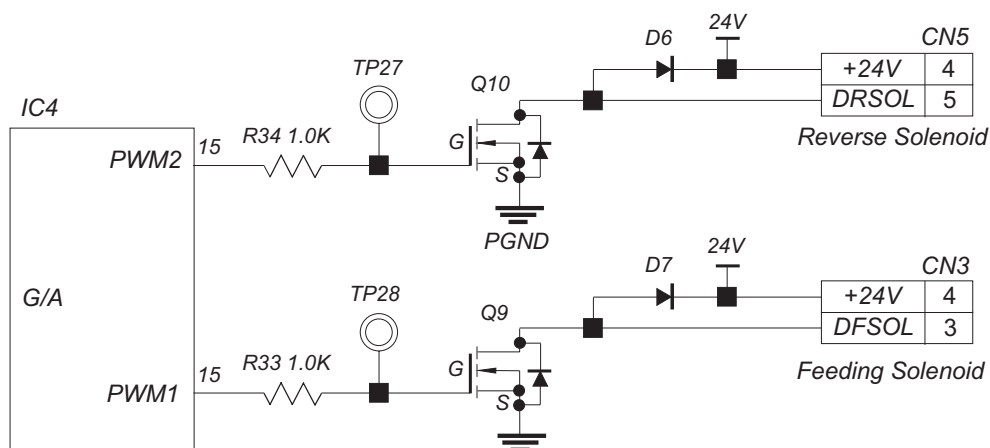 24V
D6
CN5
TP27
+24V 4
Q10
DRSOL 5
IC4
Reverse Solenoid
R34 1.0K
15
PWM2
G
S
PGND
24V
D7
CN3
G/A
TP28
+24V 4
Q9
DFSOL 3
R33 1.0K
Feeding Solenoid
15
PWM1
G
S